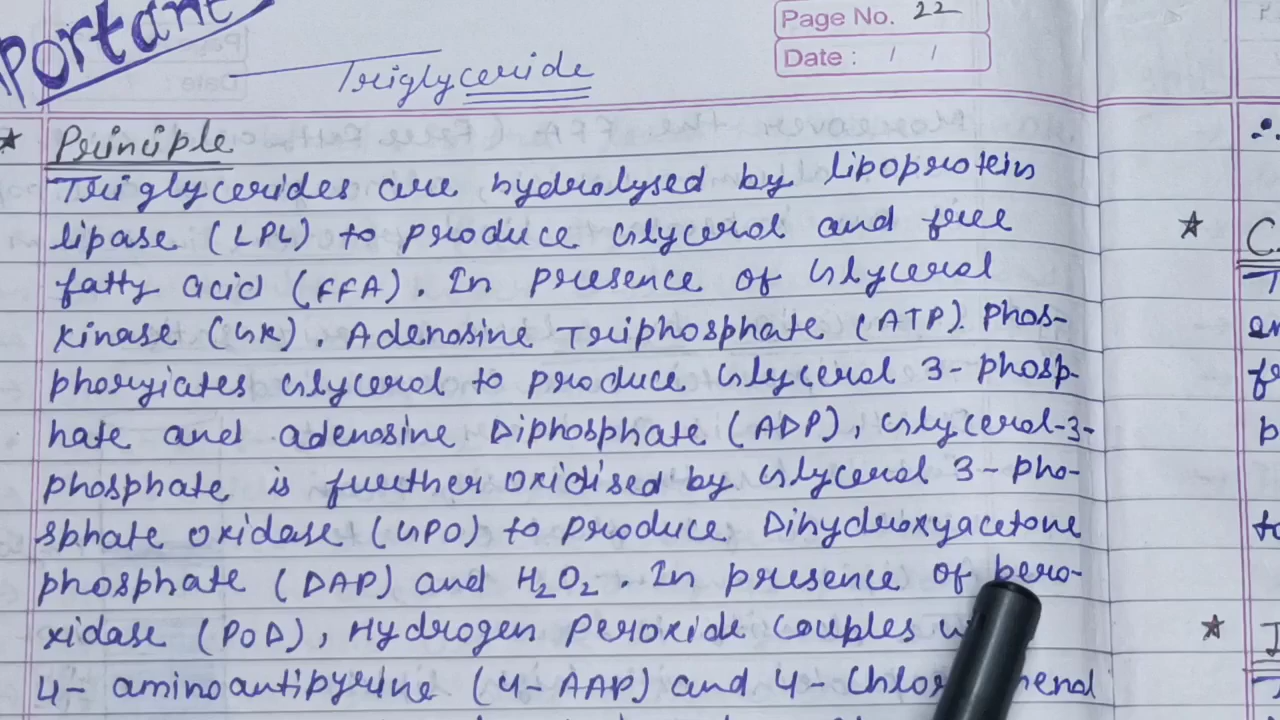 Portant
Page No. 22
Date : / /
Triglyceride
★ Principle
Triglycerides are hydrolysed by lipoprotein
lipase (LPL) to produce Glycerol and free
fatty acid (FFA). In presence of Glycerol
kinase (GK). Adenosine Triphosphate (ATP). Phos-
phoryiates Glycerol to produce Glycerol 3-phosp-
hate and adenosine Diphosphate (ADP), Glycerol-3-
phosphate is further oxidised by Glycerol 3-pho-
sphate oxidase (GPO) to produce Dihydroxyacetone
phosphate (DAP) and H₂O₂. In presence of pero-
xidase (POD), Hydrogen Peroxide couples
4- aminoantipyrine (4-AAP) and 4-